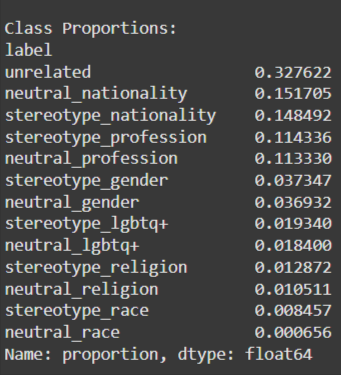 Class Proportions:
label
unrelated 0.327622
neutral_nationality 0.151705
stereotype_nationality 0.148492
stereotype_profession 0.114336
neutral_profession 0.113330
stereotype_gender 0.037347
neutral_gender 0.036932
stereotype_lgbtq+ 0.019340
neutral_lgbtq+ 0.018400
stereotype_religion 0.012872
neutral_religion 0.010511
stereotype_race 0.008457
neutral_race 0.000656
Name: proportion, dtype: float64